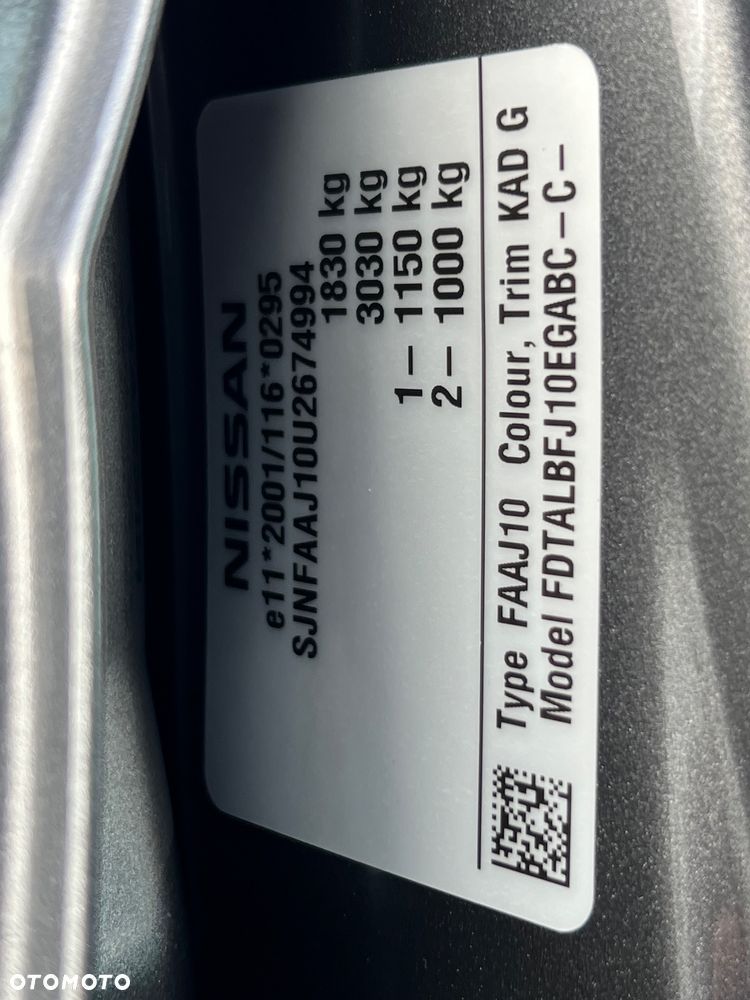 NISSAN
e11*2001/116*0295
SJNFAAJ10U2674994
1830 kg
3030 kg
1– 1150 kg
2– 1000 kg
Type FAAJ10 Colour, Trim KAD G
Model FDTALBFJ10EGABC–C–
OTOMOTO